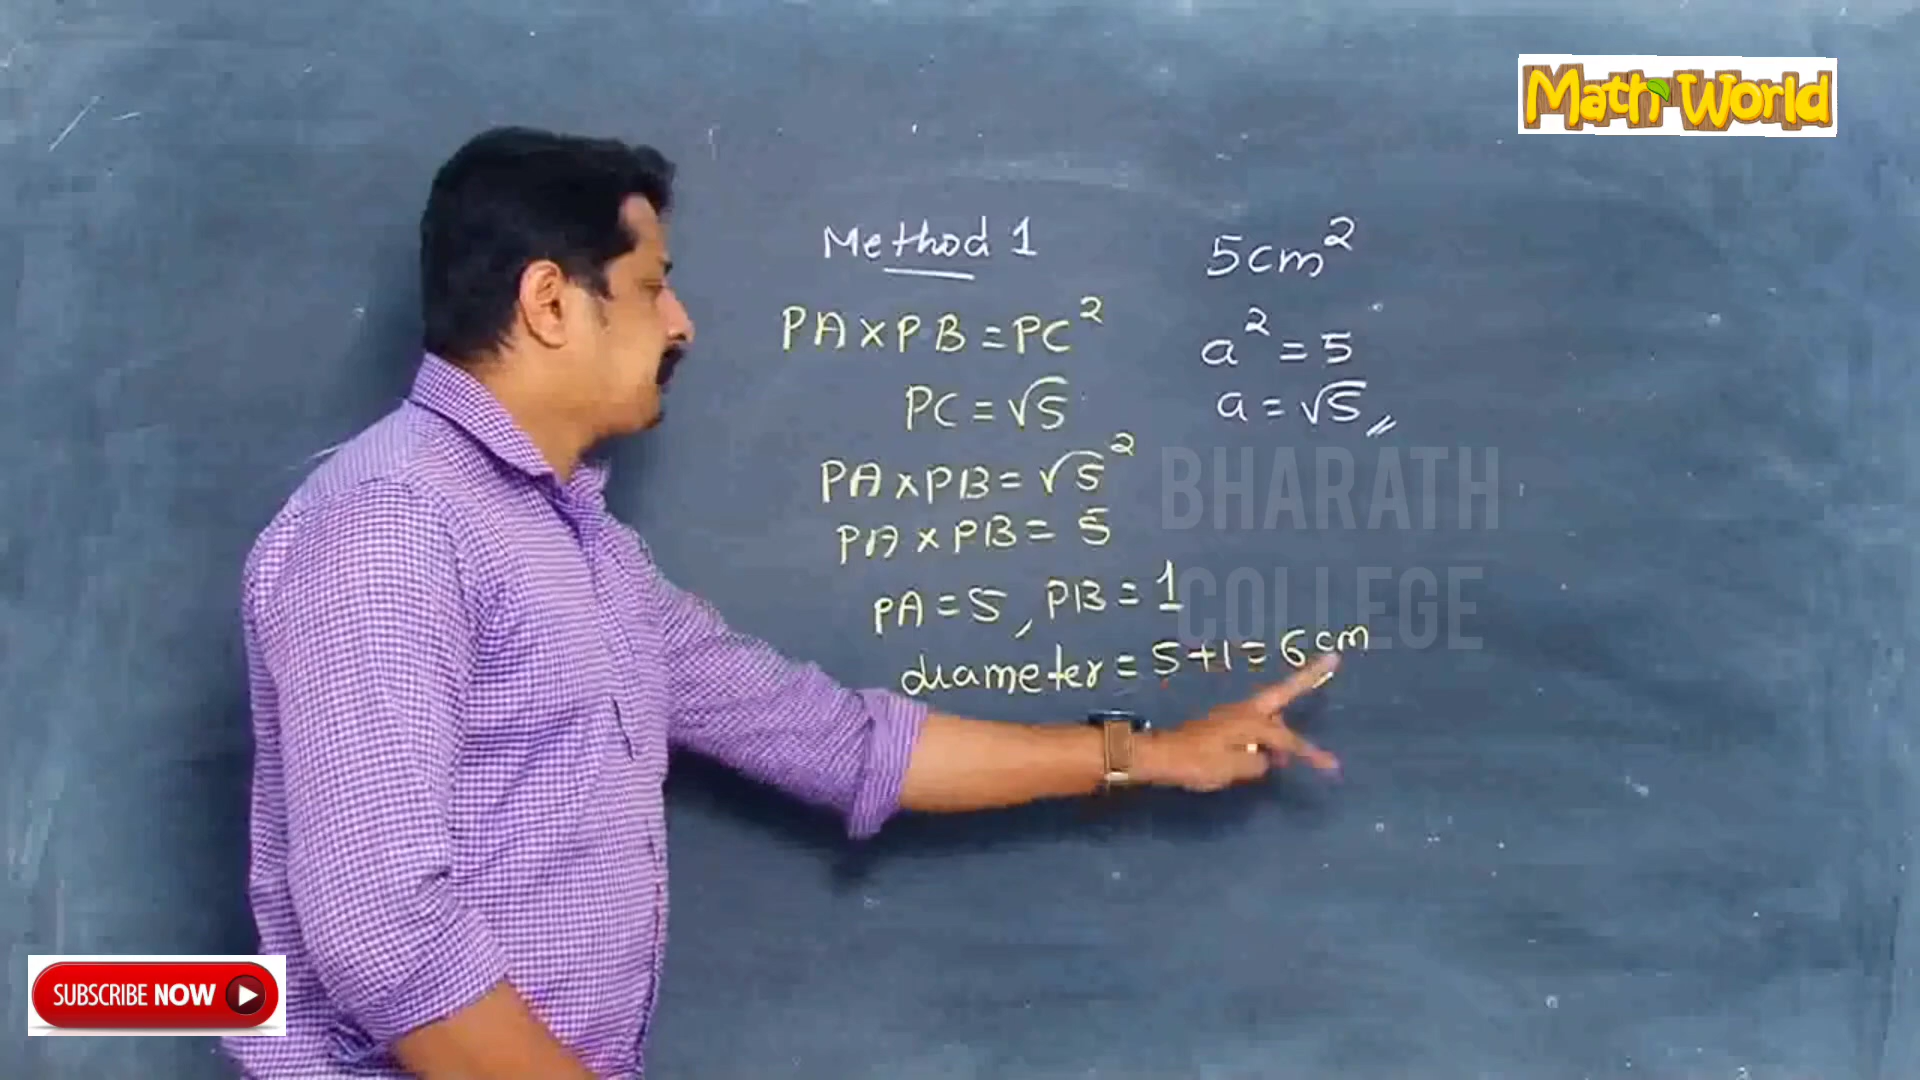 Math World
Method 1
PA×PB=PC²
PC=√5
PA×PB=√5²
PA×PB=5
PA=5, PB=1
diameter=5+1=6cm
5cm²
a²=5
a=√5
BHARATH
COLLEGE
SUBSCRIBE NOW